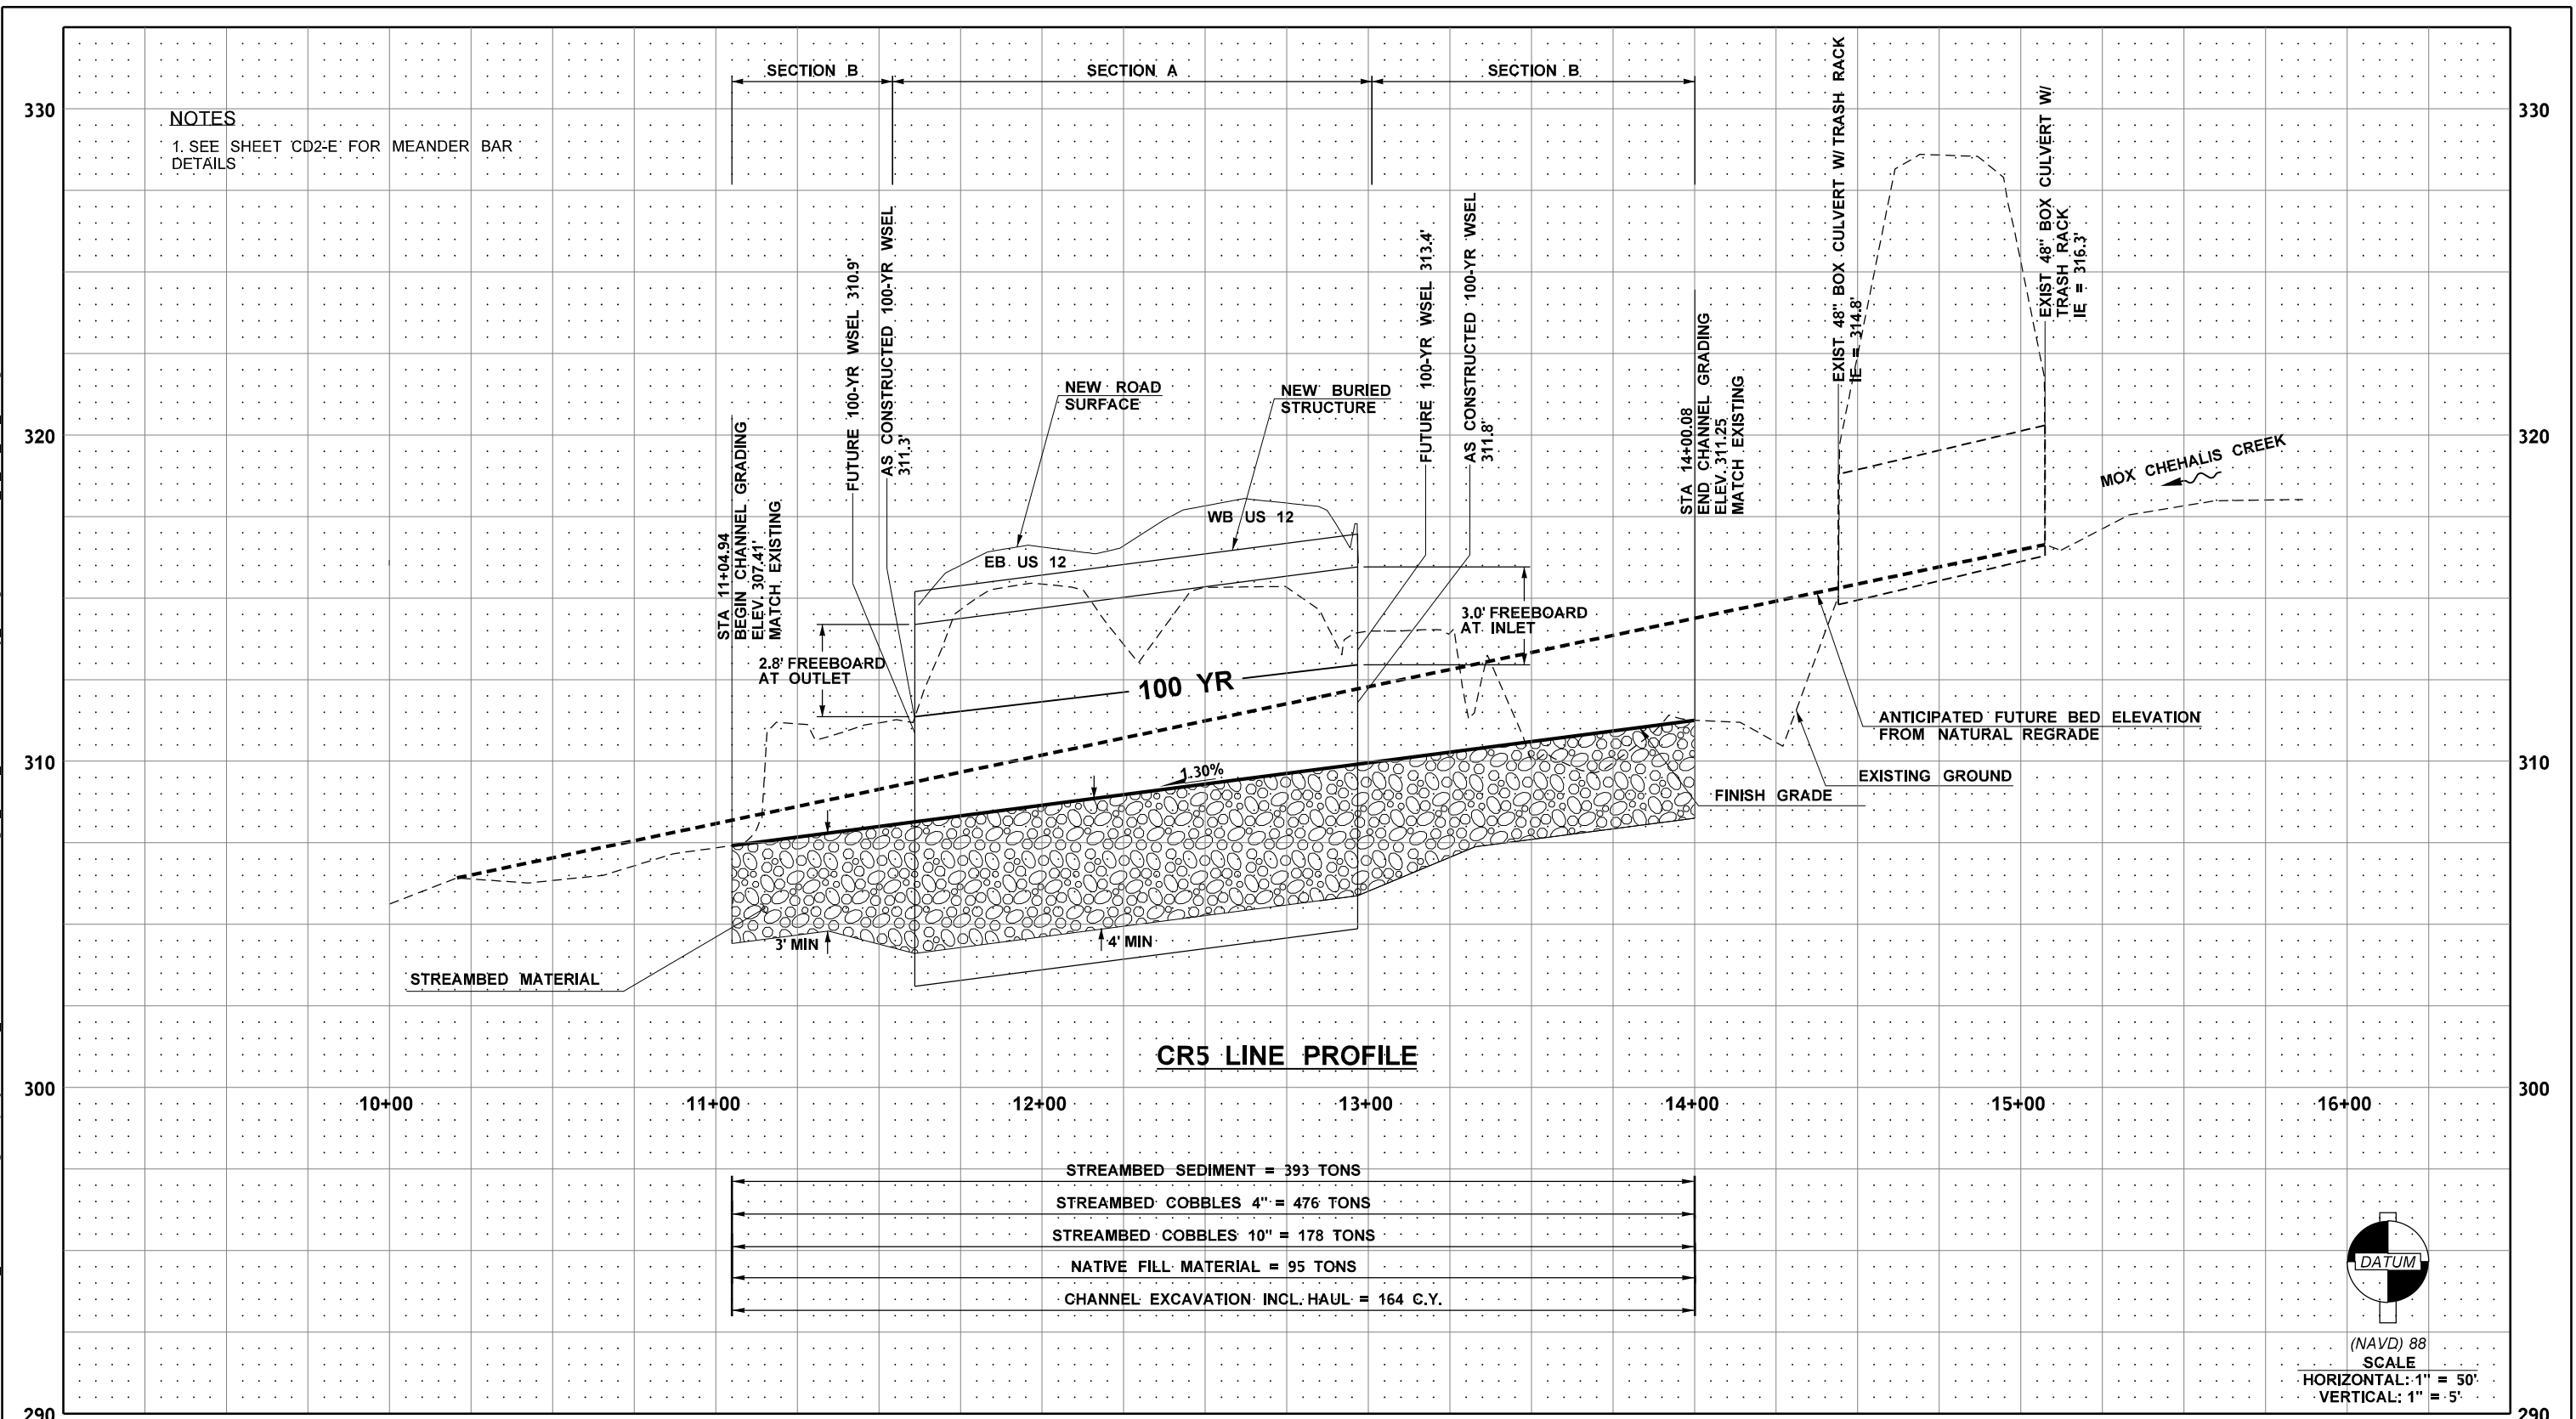 SECTION B
SECTION A
SECTION B
330
330
NOTES
1. SEE SHEET CD2-E FOR MEANDER BAR
DETAILS
EXIST 48" BOX CULVERT W/TRASH RACK
IE = 314.8'
EXIST 48" BOX CULVERT W/
TRASH RACK
IE = 316.3'
FUTURE 100-YR WSEL 310.9'
AS CONSTRUCTED 100-YR WSEL
311.3'
FUTURE 100-YR WSEL 313.4'
AS CONSTRUCTED 100-YR WSEL
311.8'
NEW ROAD
SURFACE
NEW BURIED
STRUCTURE
STA 14+00.08
END CHANNEL GRADING
ELEV. 311.25
MATCH EXISTING
320
320
MOX CHEHALIS CREEK
STA 11+04.94
BEGIN CHANNEL GRADING
ELEV. 307.41'
MATCH EXISTING
WB US 12
EB US 12
3.0' FREEBOARD
AT INLET
2.8' FREEBOARD
AT OUTLET
100 YR
ANTICIPATED FUTURE BED ELEVATION
FROM NATURAL REGRADE
310
310
1.30%
EXISTING GROUND
FINISH GRADE
3' MIN
4' MIN
STREAMBED MATERIAL
CR5 LINE PROFILE
300
300
10+00
11+00
12+00
13+00
14+00
15+00
16+00
STREAMBED SEDIMENT = 393 TONS
STREAMBED COBBLES 4" = 476 TONS
STREAMBED COBBLES 10" = 178 TONS
NATIVE FILL MATERIAL = 95 TONS
CHANNEL EXCAVATION INCL. HAUL = 164 C.Y.
DATUM
(NAVD) 88
SCALE
HORIZONTAL: 1" = 50'
VERTICAL: 1" = 5'
290
290